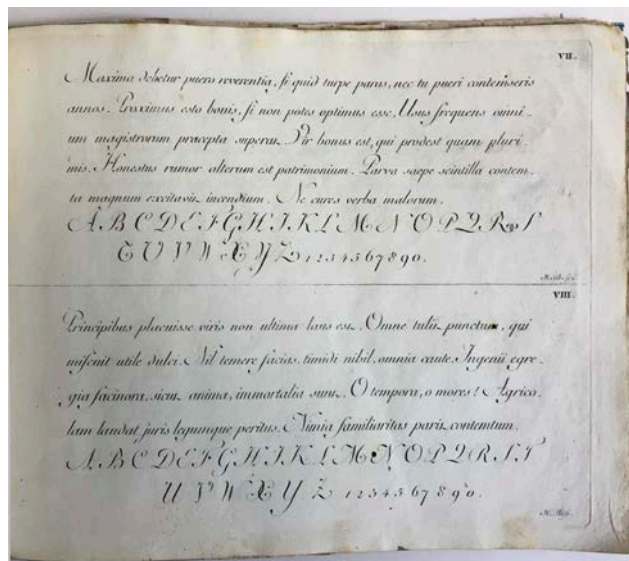 VII.
Maxima debetur puero reverentia, si quid turpe paras, nec tu pueri contemseris
annos. Proximus esto bonis, si non potes optimus esse. Usus frequens omni-
um magistrorum praecepta superat. Vir bonus est, qui prodest quam pluri-
mis. Honestus rumor alterum est patrimonium. Parva saepe scintilla contem-
ta magnum excitavit incendium. Ne cures verba malorum.
A B C D E F G H I K L M N O P Q R S
T U V W X Y Z 1 2 3 4 5 6 7 8 9 0.
VIII.
Principibus placuisse viris non ultima laus est. Omne tulit punctum, qui
miscuit utile dulci. Nil temere facias, timidi nihil, omnia caute. Ingenii egre-
gia facinora, sicut anima, immortalia sunt. O tempora, o mores! Agrico-
lam laudat juris legumque peritus. Nimia familiaritas parit contemtum.
A B C D E F G H I K L M N O P Q R S T
U V W X Y Z 1 2 3 4 5 6 7 8 9 0.